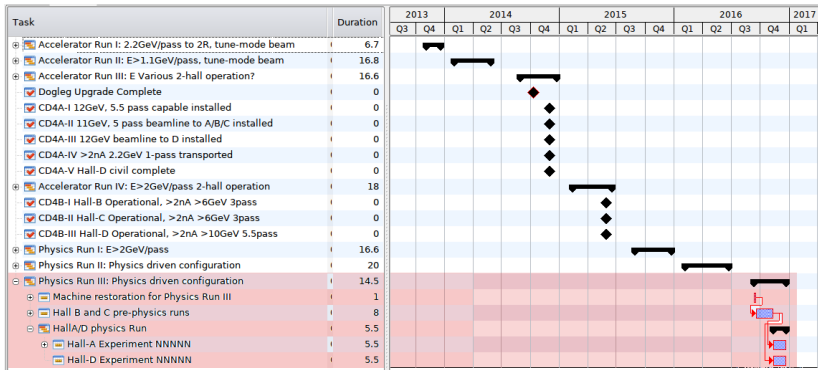 Task Duration
2013 2014 2015 2016 2017
Q3 Q4 Q1 Q2 Q3 Q4 Q1 Q2 Q3 Q4 Q1 Q2 Q3 Q4 Q1
Accelerator Run I: 2.2GeV/pass to 2R, tune-mode beam 6.7
Accelerator Run II: E>1.1GeV/pass, tune-mode beam 16.8
Accelerator Run III: E Various 2-hall operation? 16.6
Dogleg Upgrade Complete 0
CD4A-I 12GeV, 5.5 pass capable installed 0
CD4A-II 11GeV, 5 pass beamline to A/B/C installed 0
CD4A-III 12GeV beamline to D installed 0
CD4A-IV >2nA 2.2GeV 1-pass transported 0
CD4A-V Hall-D civil complete 0
Accelerator Run IV: E>2GeV/pass 2-hall operation 18
CD4B-I Hall-B Operational, >2nA >6GeV 3pass 0
CD4B-II Hall-C Operational, >2nA >6GeV 3pass 0
CD4B-III Hall-D Operational, >2nA >10GeV 5.5pass 0
Physics Run I: E>2GeV/pass 16.6
Physics Run II: Physics driven configuration 20
Physics Run III: Physics driven configuration 14.5
Machine restoration for Physics Run III 1
Hall B and C pre-physics runs 8
HallA/D physics Run 5.5
Hall-A Experiment NNNNN 5.5
Hall-D Experiment NNNNN 5.5